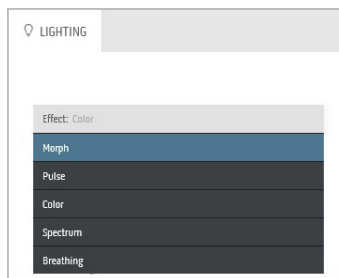 LIGHTING
Effect: Color
Morph
Pulse
Color
Spectrum
Breathing